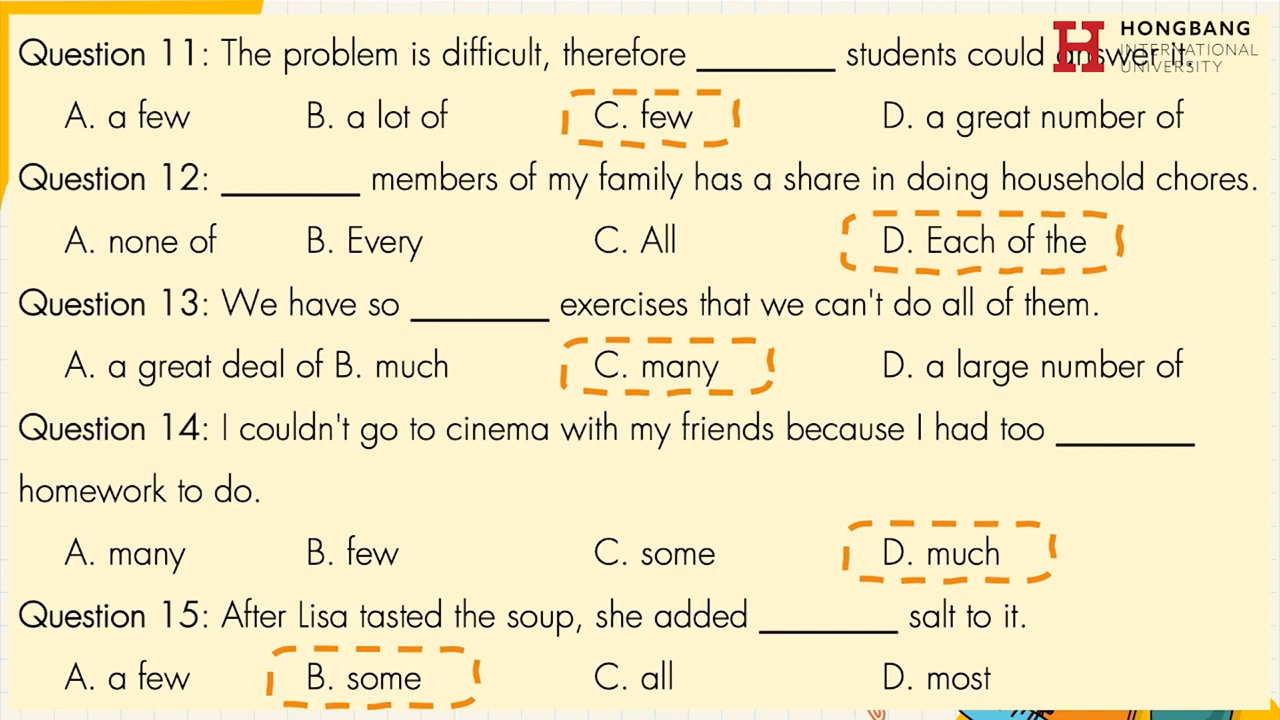 Question 11: The problem is difficult, therefore ________ students could answer it.
HONGBANG
INTERNATIONAL
UNIVERSITY
A. a few B. a lot of C. few D. a great number of
Question 12: ________ members of my family has a share in doing household chores.
A. none of B. Every C. All D. Each of the
Question 13: We have so ________ exercises that we can't do all of them.
A. a great deal of B. much C. many D. a large number of
Question 14: I couldn't go to cinema with my friends because I had too ________
homework to do.
A. many B. few C. some D. much
Question 15: After Lisa tasted the soup, she added ________ salt to it.
A. a few B. some C. all D. most